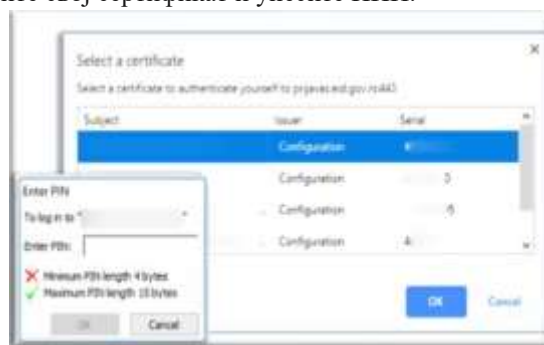 Select a certificate
Select a certificate to authenticate yourself to prijava.eid.gov.rs:443
Subject Issuer Serial
Configuration
Configuration
Configuration
Configuration
Enter PIN
To log in to
Enter PIN:
Minimum PIN length 4 bytes
Maximum PIN length 15 bytes
OK Cancel
OK Cancel